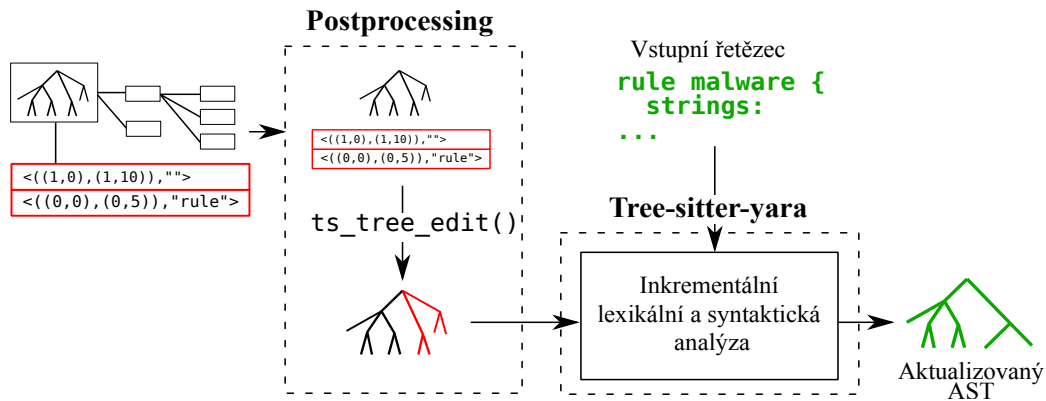 Postprocessing
<((1,0),(1,10)),"">
<((0,0),(0,5)),"rule">
<((1,0),(1,10)),"">
<((0,0),(0,5)),"rule">
ts_tree_edit()
Vstupní řetězec
rule malware {
strings:
...
Tree-sitter-yara
Inkrementální
lexikální a syntaktická
analýza
Aktualizovaný
AST